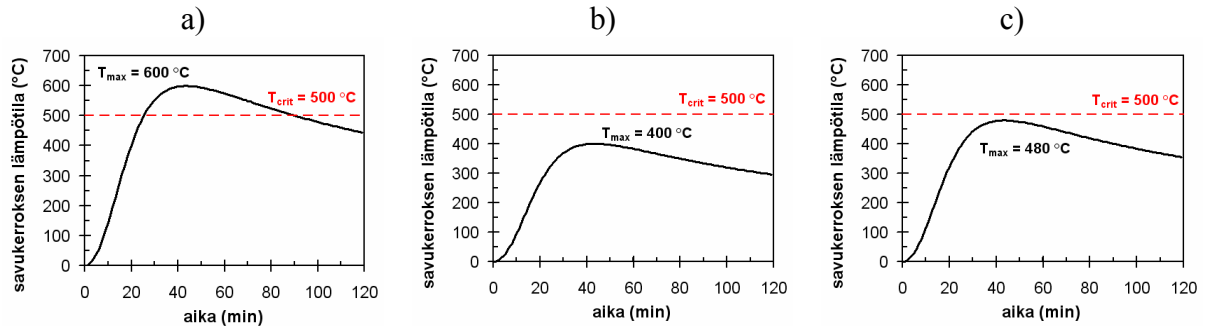 a)
700
600
500
400
300
200
100
0
savukerroksen lämpötila (°C)
T_max = 600 °C
T_crit = 500 °C
0 20 40 60 80 100 120
aika (min)
b)
700
600
500
400
300
200
100
0
savukerroksen lämpötila (°C)
T_crit = 500 °C
T_max = 400 °C
0 20 40 60 80 100 120
aika (min)
c)
700
600
500
400
300
200
100
0
savukerroksen lämpötila (°C)
T_crit = 500 °C
T_max = 480 °C
0 20 40 60 80 100 120
aika (min)